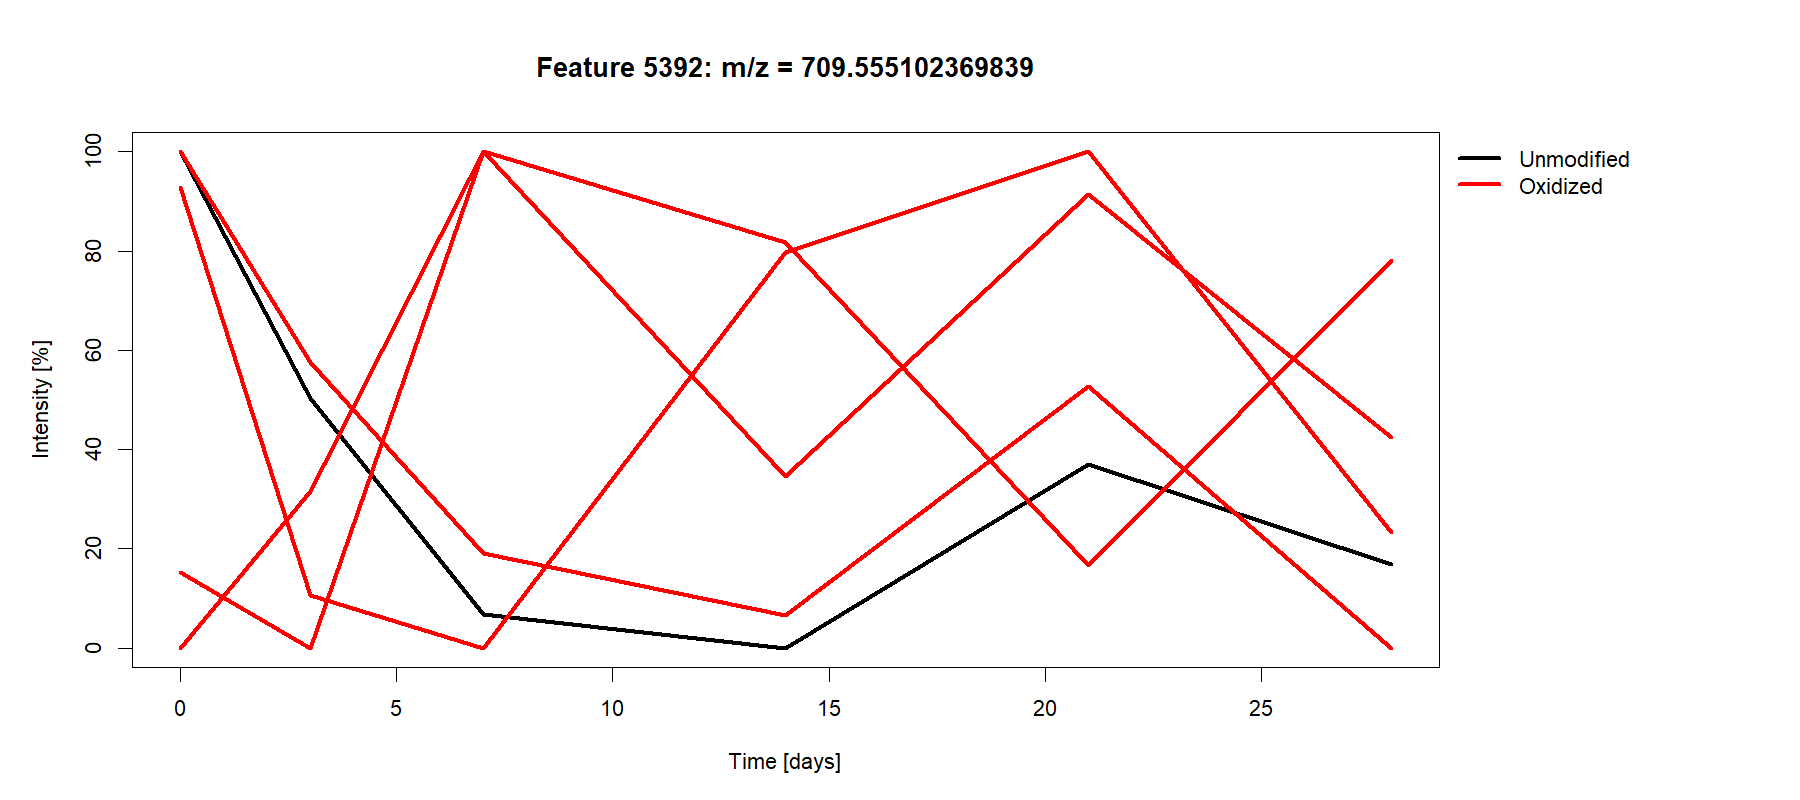 Feature 5392: m/z = 709.555102369839
Unmodified
Oxidized
100
80
60
40
20
0
Intensity [%]
0 5 10 15 20 25
Time [days]